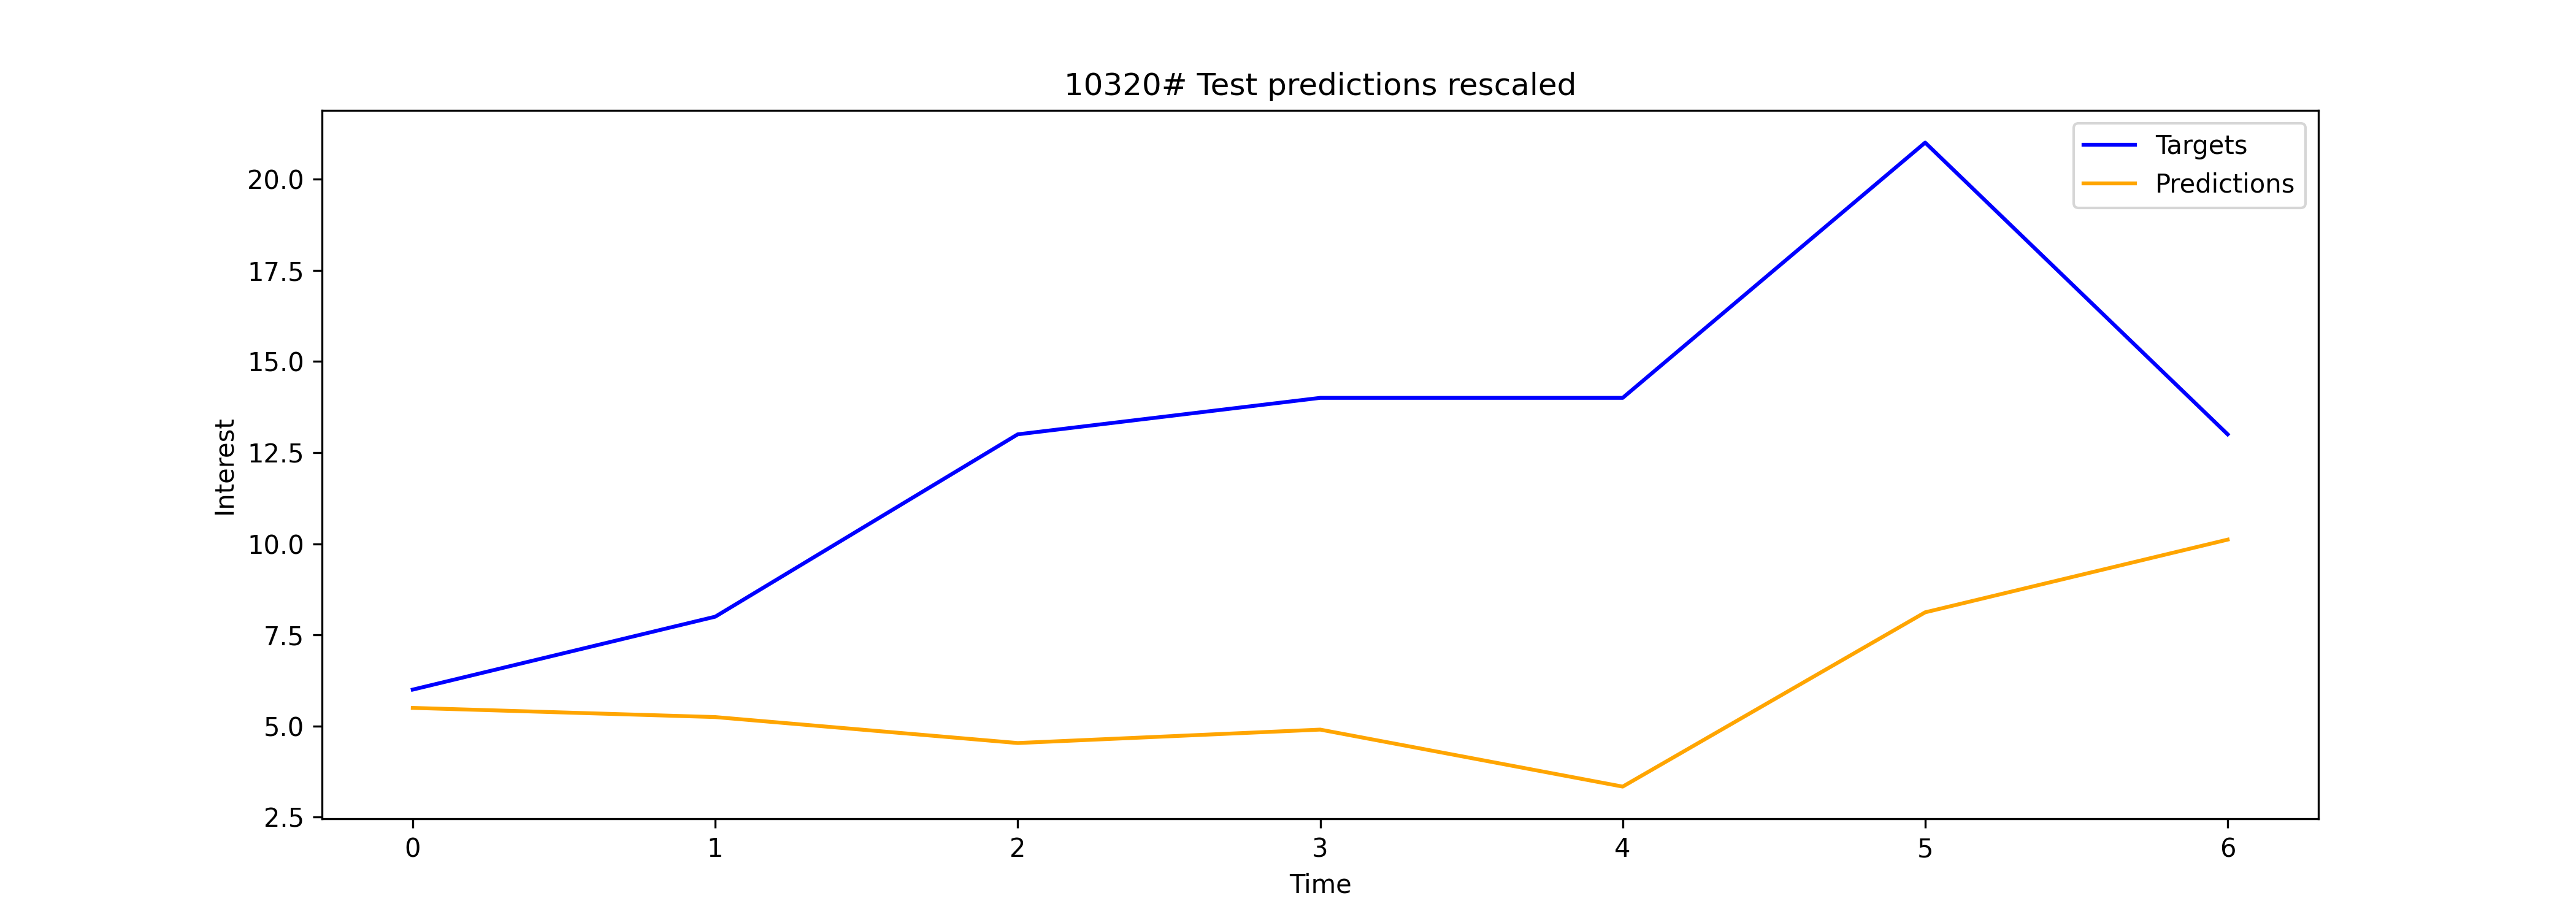 10320# Test predictions rescaled
Targets
Predictions
Interest
20.0
17.5
15.0
12.5
10.0
7.5
5.0
2.5
0 1 2 3 4 5 6
Time